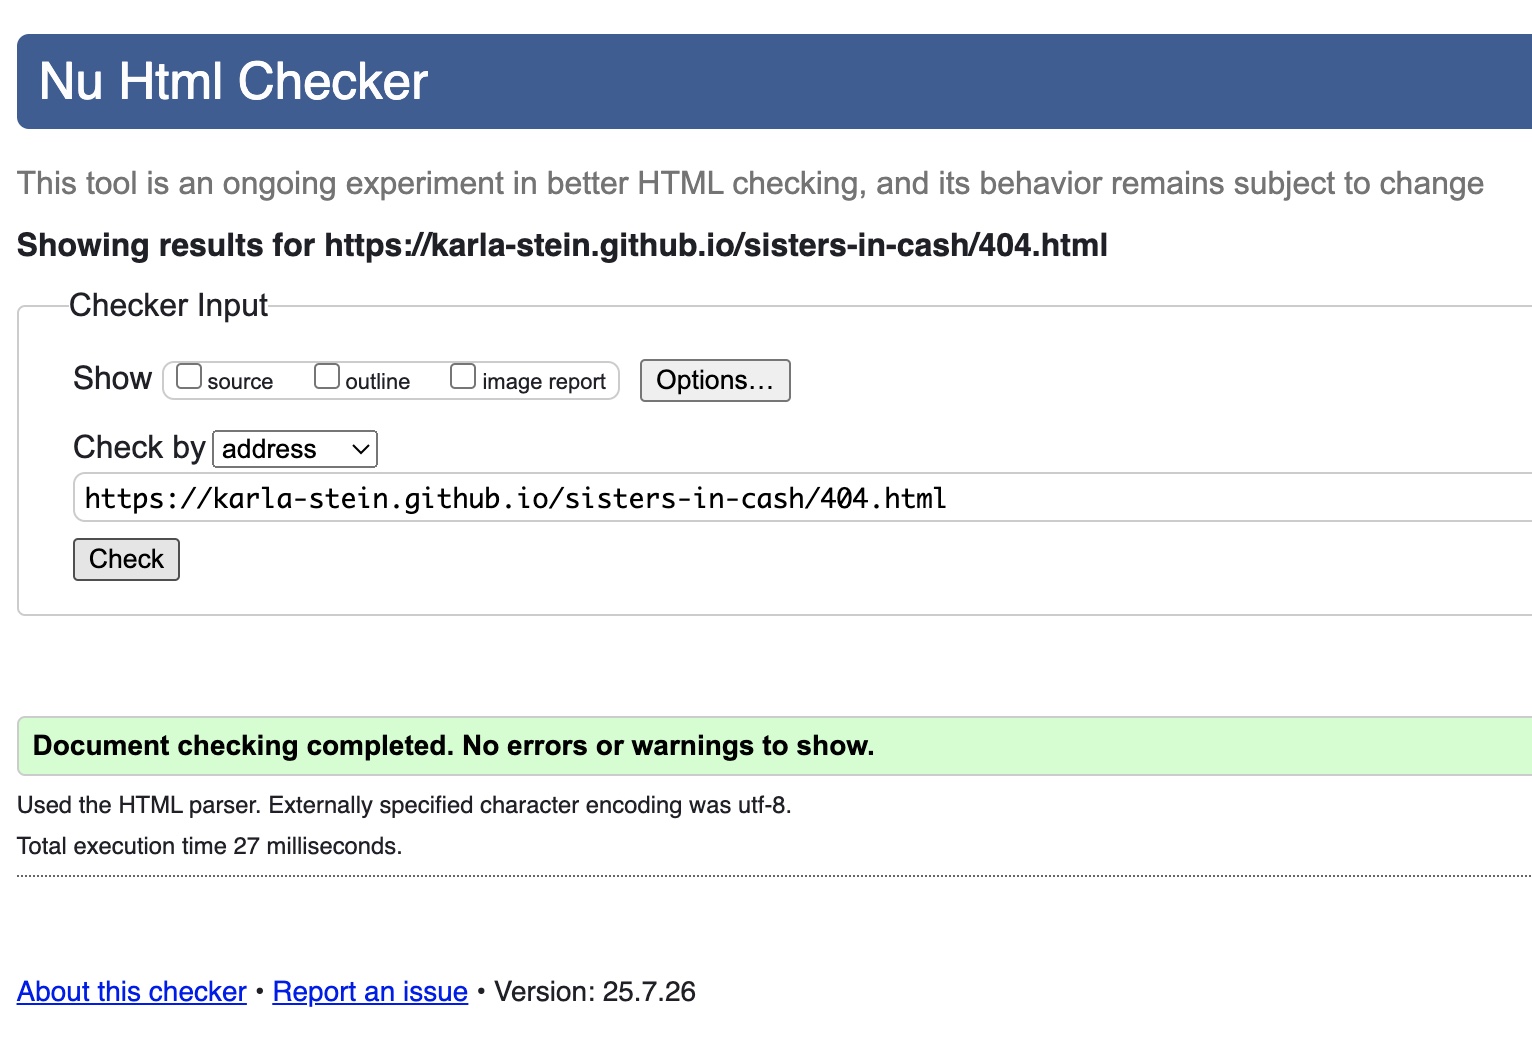 Nu Html Checker
This tool is an ongoing experiment in better HTML checking, and its behavior remains subject to change
Showing results for https://karla-stein.github.io/sisters-in-cash/404.html
Checker Input
Show source outline image report Options...
Check by address
https://karla-stein.github.io/sisters-in-cash/404.html
Check
Document checking completed. No errors or warnings to show.
Used the HTML parser. Externally specified character encoding was utf-8.
Total execution time 27 milliseconds.
About this checker • Report an issue • Version: 25.7.26